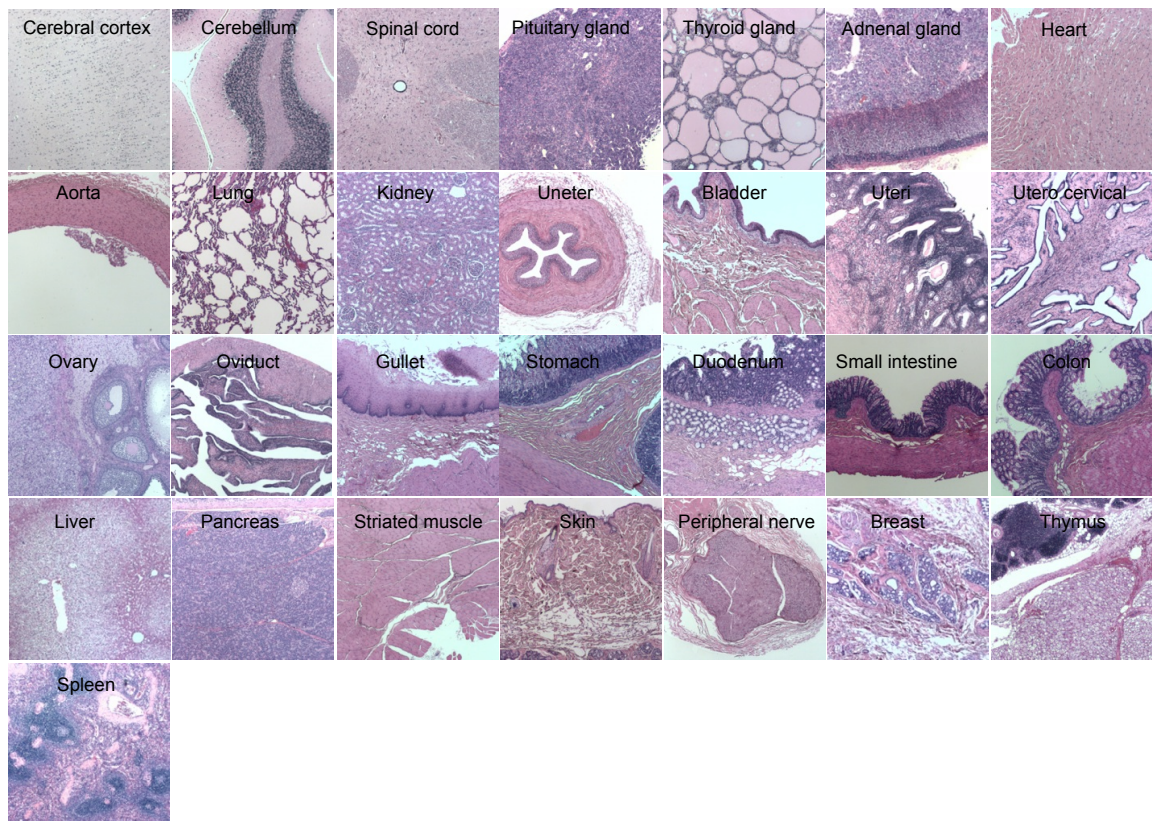 Cerebral cortex
Cerebellum
Spinal cord
Pituitary gland
Thyroid gland
Adnenal gland
Heart
Aorta
Lung
Kidney
Uneter
Bladder
Uteri
Utero cervical
Ovary
Oviduct
Gullet
Stomach
Duodenum
Small intestine
Colon
Liver
Pancreas
Striated muscle
Skin
Peripheral nerve
Breast
Thymus
Spleen